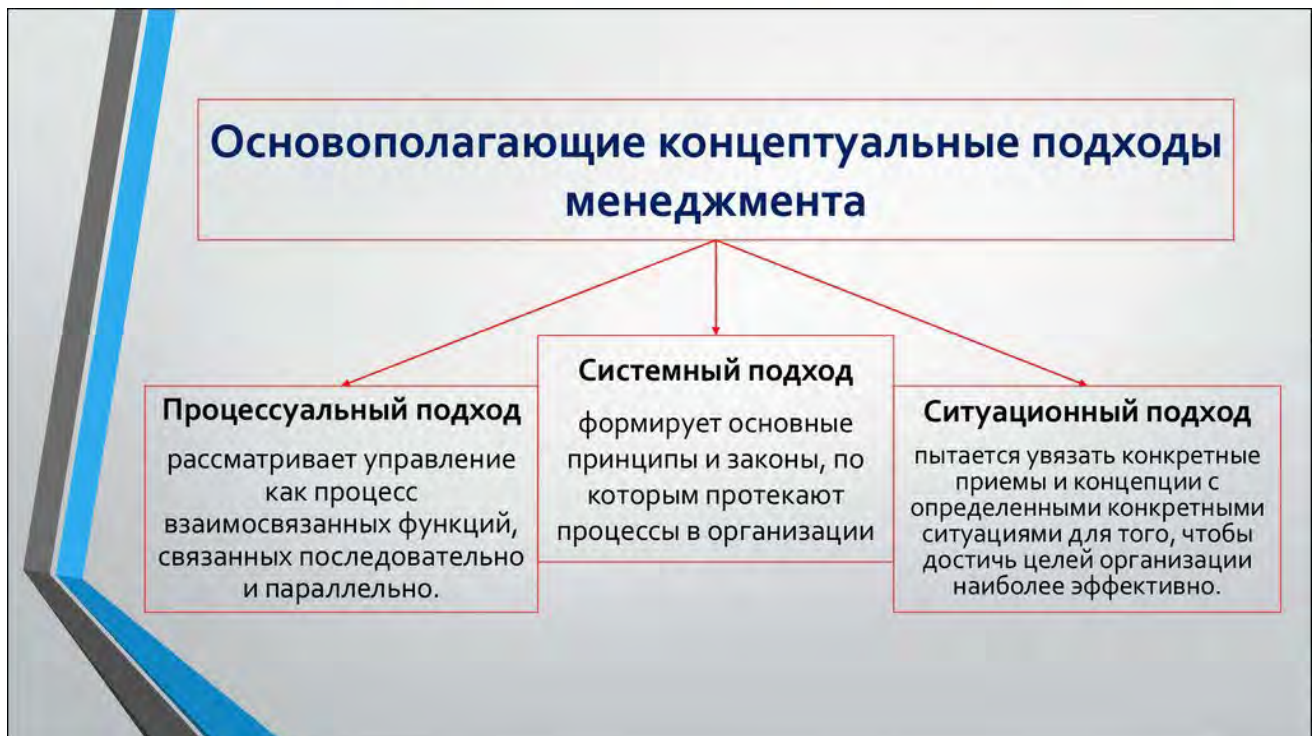 Основополагающие концептуальные подходы
менеджмента
Процессуальный подход
рассматривает управление
как процесс
взаимосвязанных функций,
связанных последовательно
и параллельно.
Системный подход
формирует основные
принципы и законы, по
которым протекают
процессы в организации
Ситуационный подход
пытается увязать конкретные
приемы и концепции с
определенными конкретными
ситуациями для того, чтобы
достичь целей организации
наиболее эффективно.